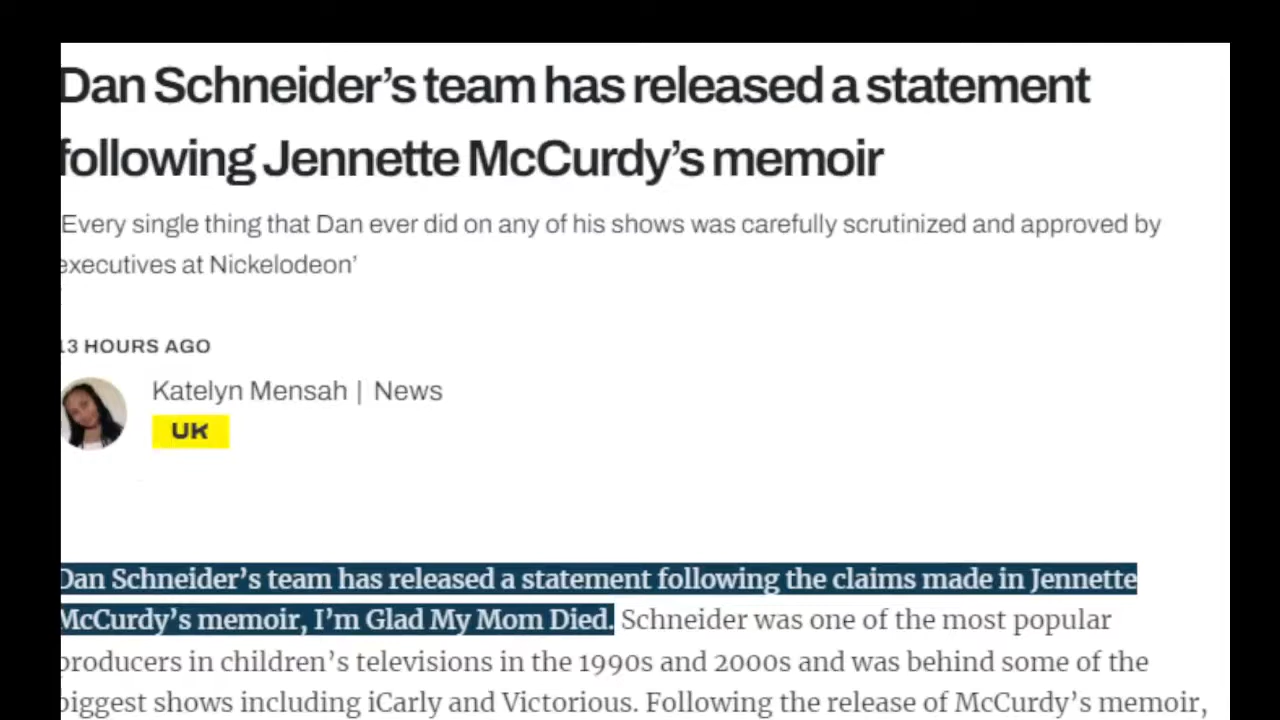 Dan Schneider’s team has released a statement
following Jennette McCurdy’s memoir
Every single thing that Dan ever did on any of his shows was carefully scrutinized and approved by
executives at Nickelodeon’
13 HOURS AGO
Katelyn Mensah | News
UK
Dan Schneider’s team has released a statement following the claims made in Jennette
McCurdy’s memoir, I’m Glad My Mom Died. Schneider was one of the most popular
producers in children’s televisions in the 1990s and 2000s and was behind some of the
biggest shows including iCarly and Victorious. Following the release of McCurdy’s memoir,